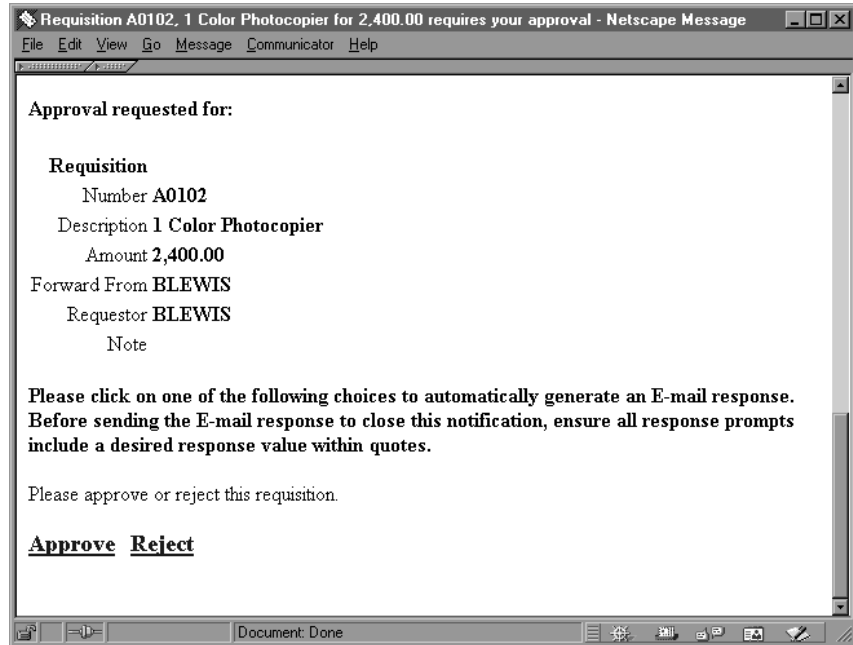 Requisition A0102, 1 Color Photocopier for 2,400.00 requires your approval - Netscape Message
File Edit View Go Message Communicator Help
Approval requested for:
Requisition
Number A0102
Description 1 Color Photocopier
Amount 2,400.00
Forward From BLEWIS
Requestor BLEWIS
Note
Please click on one of the following choices to automatically generate an E-mail response.
Before sending the E-mail response to close this notification, ensure all response prompts
include a desired response value within quotes.
Please approve or reject this requisition.
Approve Reject
Document: Done